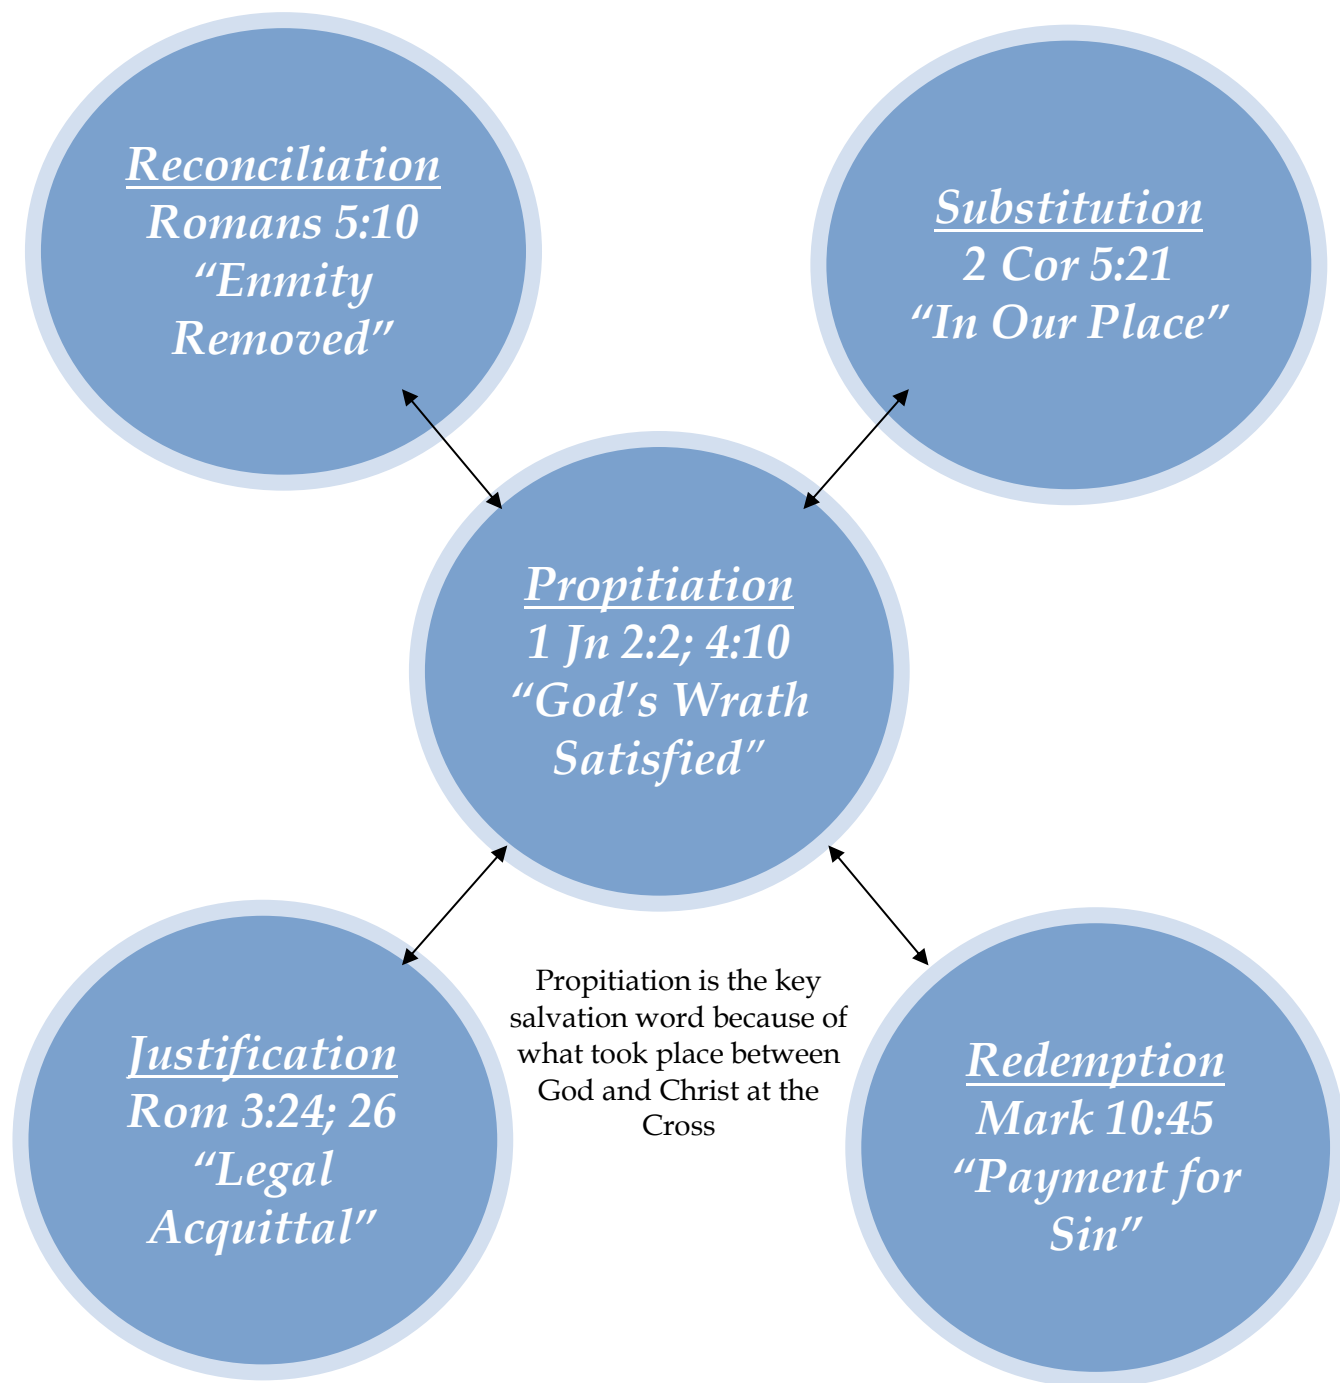 Reconciliation
Romans 5:10
“Enmity
Removed”
Substitution
2 Cor 5:21
“In Our Place”
Propitiation
1 Jn 2:2; 4:10
“God’s Wrath
Satisfied”
Justification
Rom 3:24; 26
“Legal
Acquittal”
Propitiation is the key
salvation word because of
what took place between
God and Christ at the
Cross
Redemption
Mark 10:45
“Payment for
Sin”